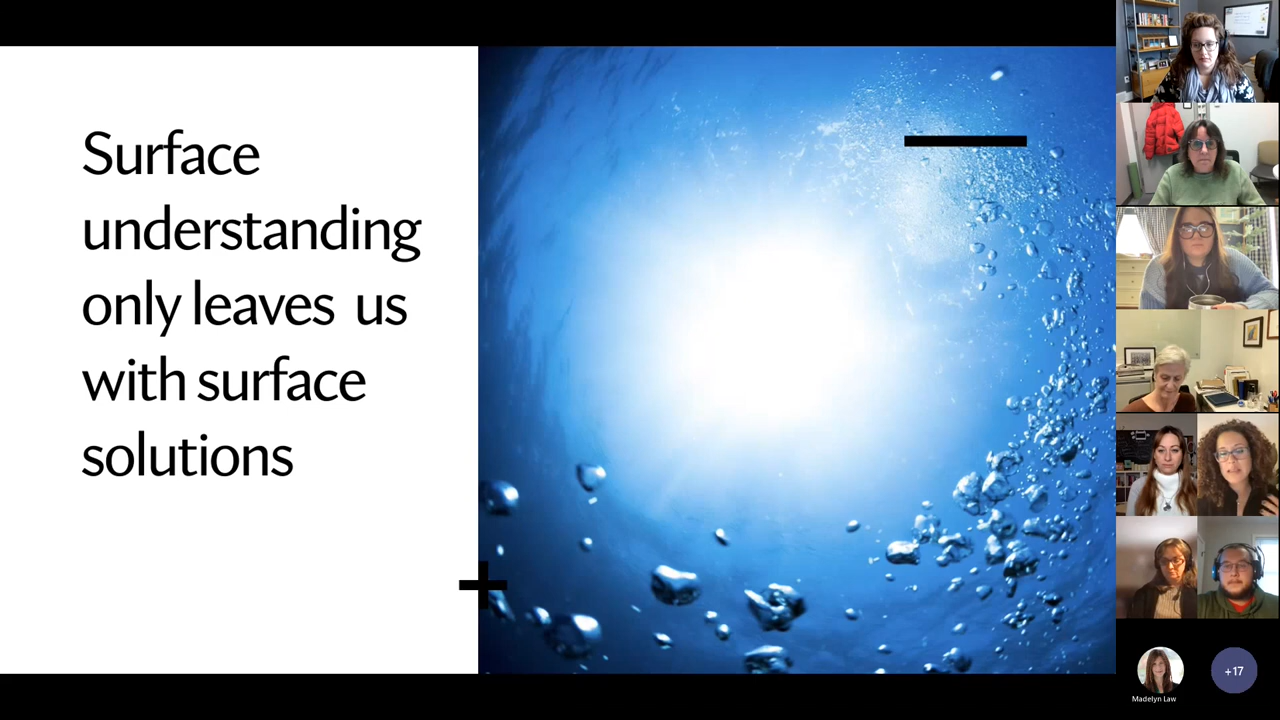 Surface
understanding
only leaves  us
with surface
solutions
Madelyn Law
+17